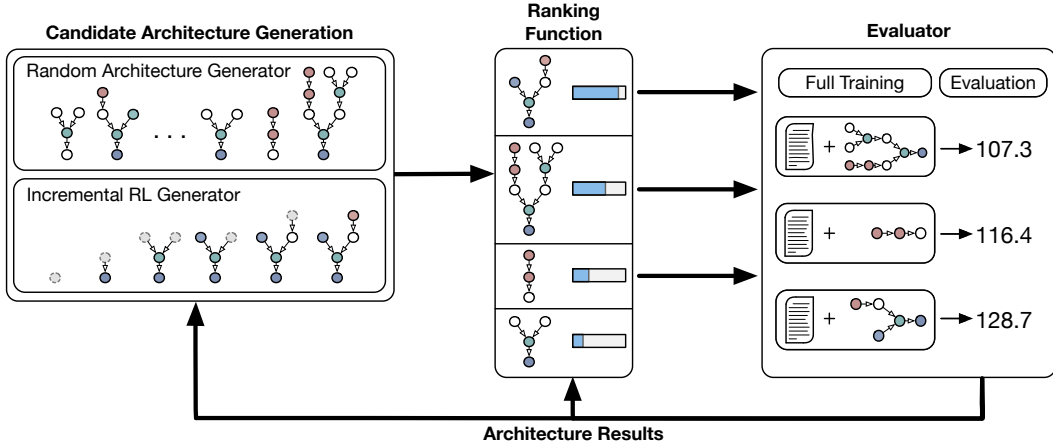 Candidate Architecture Generation
Random Architecture Generator
. . .
Incremental RL Generator
Ranking
Function
Evaluator
Full Training
Evaluation
+
107.3
+
116.4
+
128.7
Architecture Results